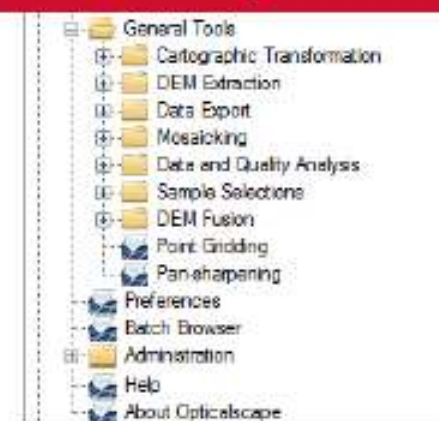 General Tools
Cartographic Transformation
DEM Extraction
Data Export
Mosaicking
Data and Quality Analysis
Sample Selections
DEM Fusion
Point Gridding
Pan-sharpening
Preferences
Batch Browser
Administration
Help
About Opticalscape